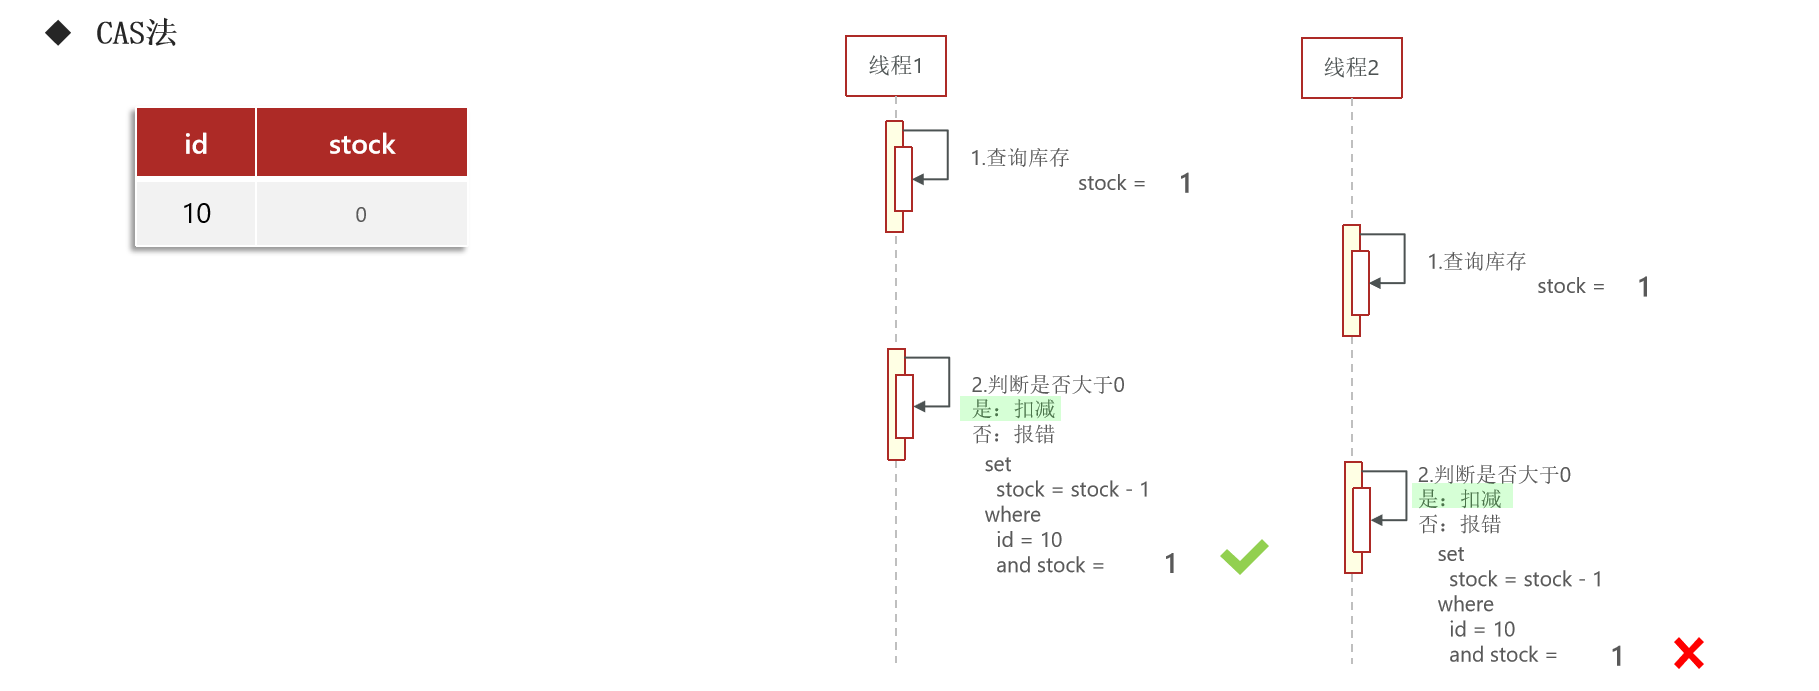 CAS法
id stock
10 0
线程1
1.查询库存
stock = 1
2.判断是否大于0
是：扣减
否：报错
set
stock = stock - 1
where
id = 10
and stock = 1
线程2
1.查询库存
stock = 1
2.判断是否大于0
是：扣减
否：报错
set
stock = stock - 1
where
id = 10
and stock = 1